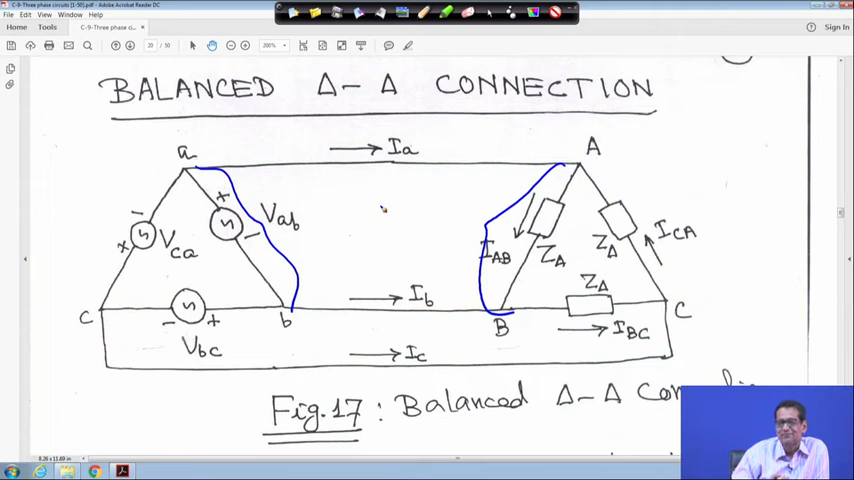 C-9-Three phase circuits [1-50].pdf - Adobe Acrobat Reader DC
File Edit View Window Help
Home Tools C-9-Three phase circuits ... × Sign In
20 / 50 200%
BALANCED Δ- Δ CONNECTION
a Ia A
+ - Vab
- + Vca
IAB ZΔ ZΔ ICA
ZΔ
c b Ib B C
- + IBC
Vbc
Ic
Fig.17 : Balanced Δ-Δ
8.26 x 11.69 in